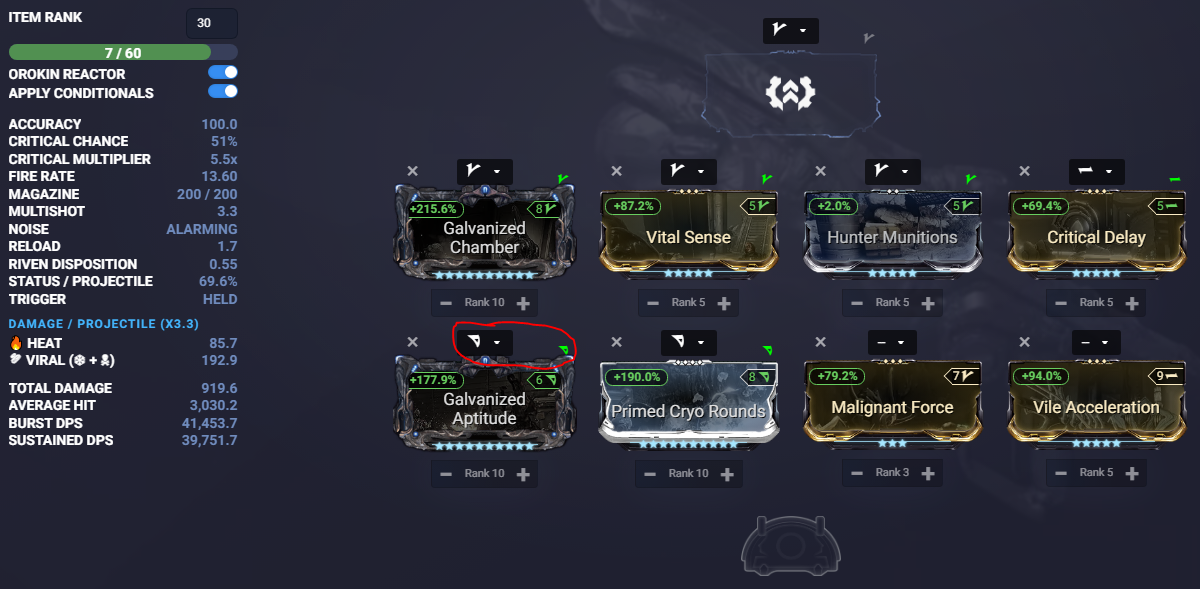 ITEM RANK
30
7 / 60
OROKIN REACTOR
APPLY CONDITIONALS
ACCURACY 100.0
CRITICAL CHANCE 51%
CRITICAL MULTIPLIER 5.5x
FIRE RATE 13.60
MAGAZINE 200 / 200
MULTISHOT 3.3
NOISE ALARMING
RELOAD 1.7
RIVEN DISPOSITION 0.55
STATUS / PROJECTILE 69.6%
TRIGGER HELD
DAMAGE / PROJECTILE (X3.3)
HEAT 85.7
VIRAL ( + ) 192.9
TOTAL DAMAGE 919.6
AVERAGE HIT 3,030.2
BURST DPS 41,453.7
SUSTAINED DPS 39,751.7
+215.6% 8
Galvanized
Chamber
Rank 10
+87.2% 5
Vital Sense
Rank 5
+2.0% 5
Hunter Munitions
Rank 5
+69.4% 5
Critical Delay
Rank 5
+177.9% 6
Galvanized
Aptitude
Rank 10
+190.0% 8
Primed Cryo Rounds
Rank 10
+79.2% 7
Malignant Force
Rank 3
+94.0% 9
Vile Acceleration
Rank 5